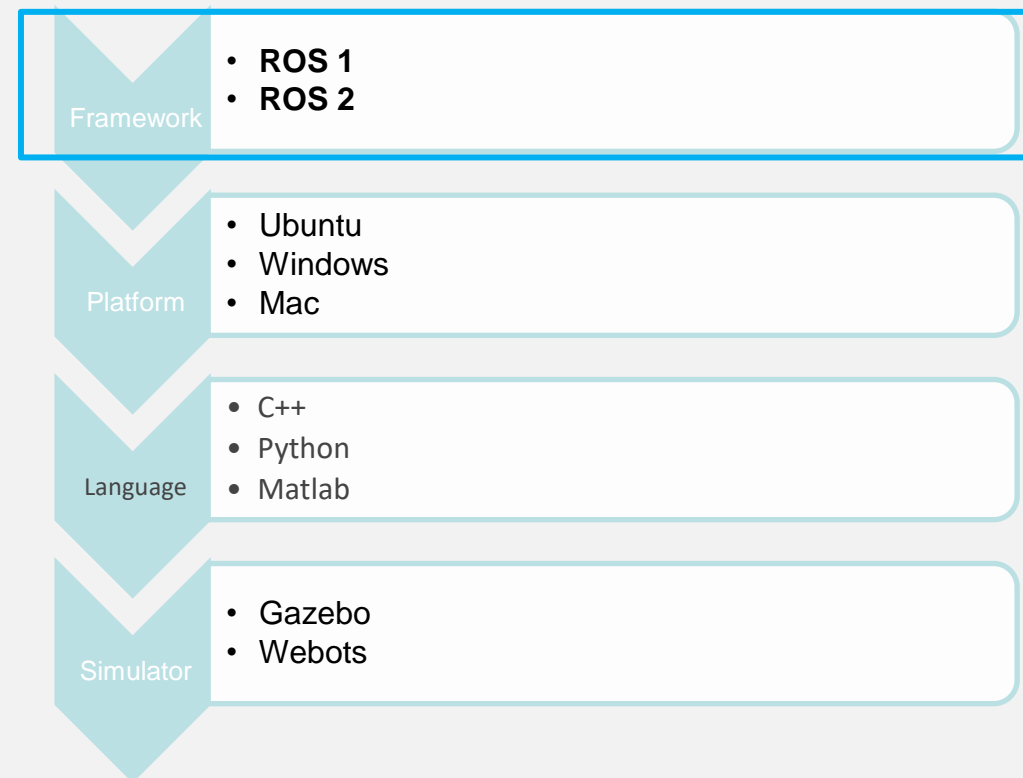 Framework
• ROS 1
• ROS 2
Platform
• Ubuntu
• Windows
• Mac
Language
• C++
• Python
• Matlab
Simulator
• Gazebo
• Webots